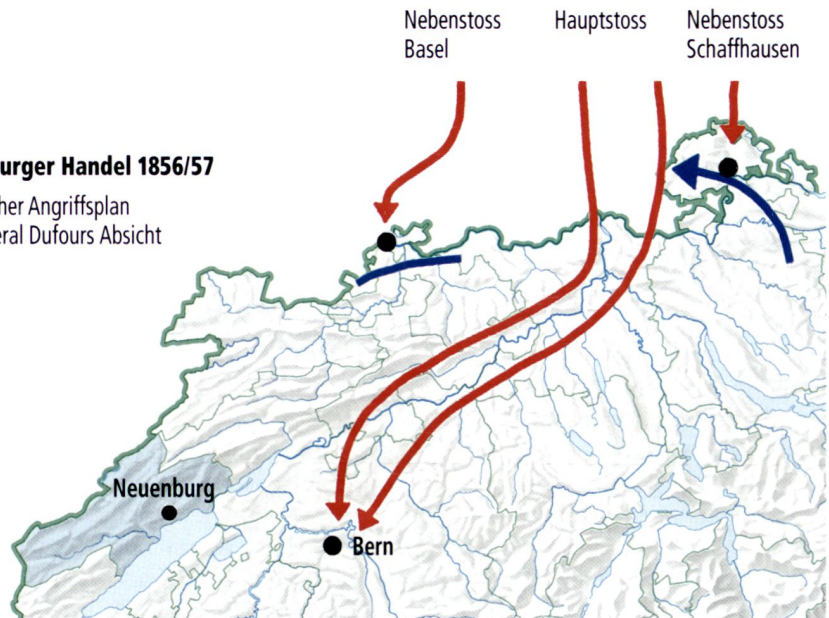 Nebenstoss
Basel
Hauptstoss
Nebenstoss
Schaffhausen
urger Handel 1856/57
her Angriffsplan
eral Dufours Absicht
Neuenburg
Bern